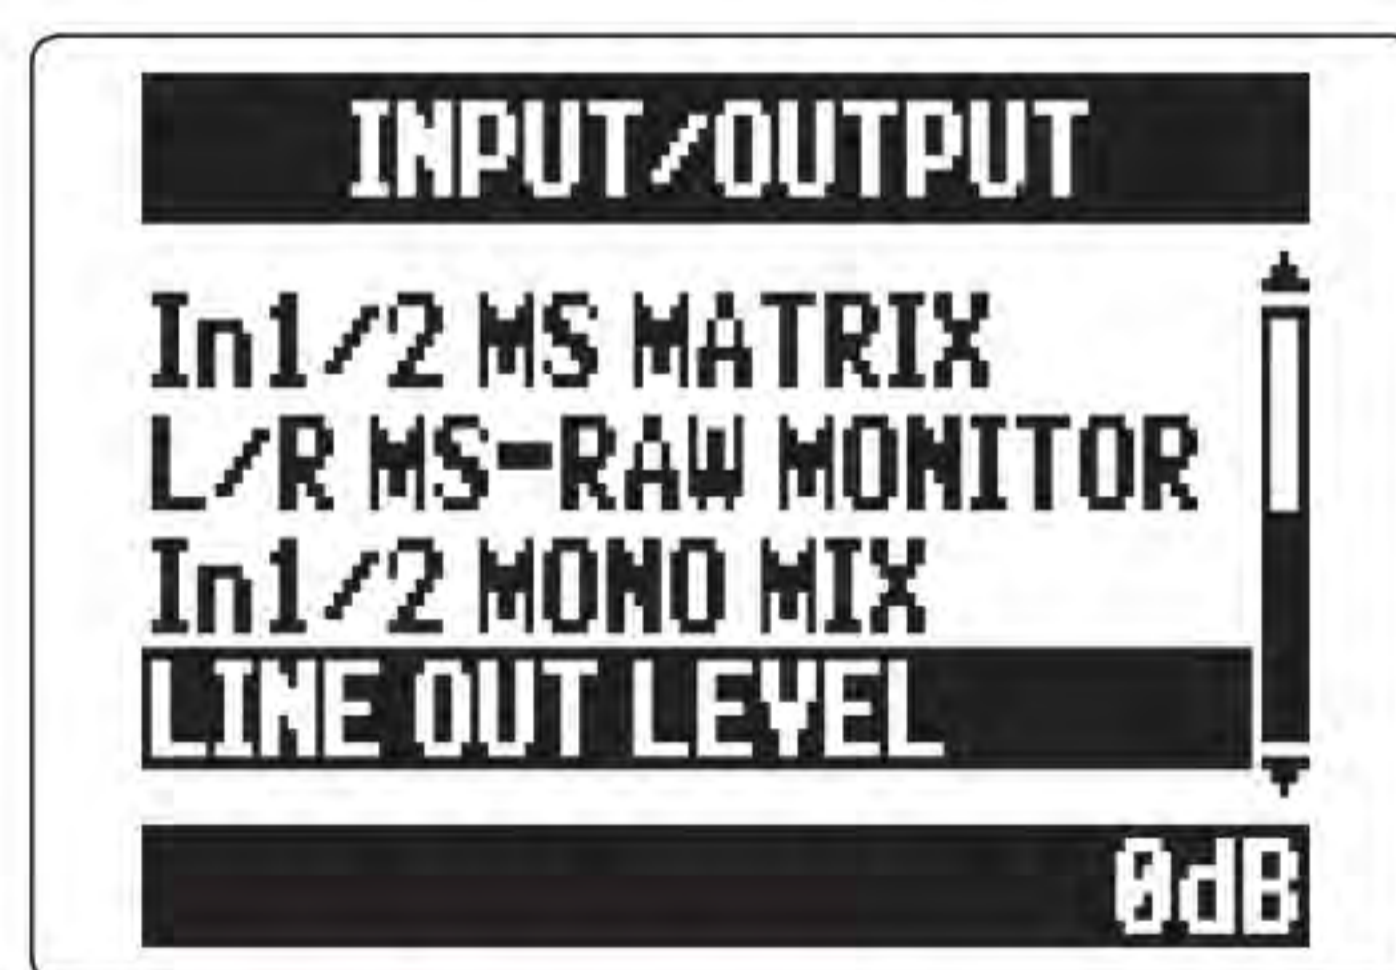 INPUT/OUTPUT
In1/2 MS MATRIX
L/R MS-RAW MONITOR
In1/2 MONO MIX
LINE OUT LEVEL
0dB